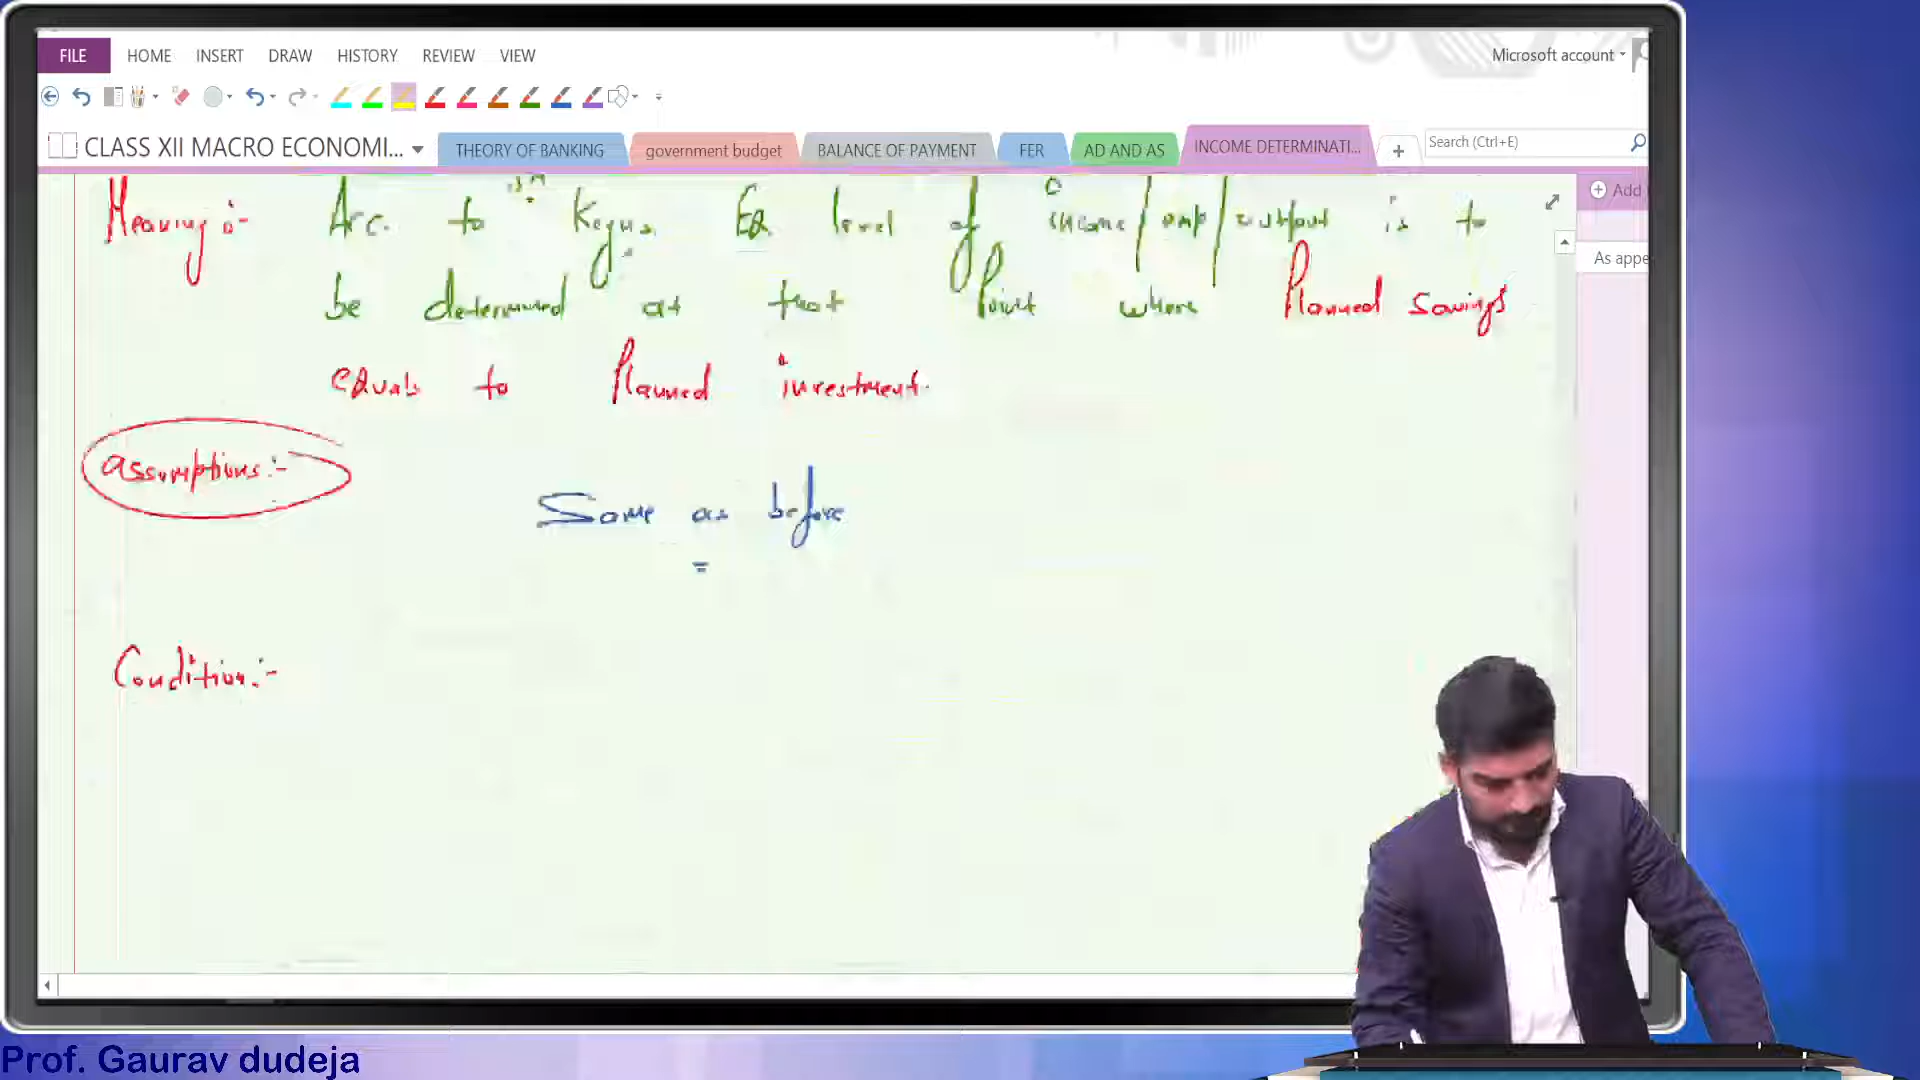 FILE HOME INSERT DRAW HISTORY REVIEW VIEW Microsoft account
CLASS XII MACRO ECONOMI... THEORY OF BANKING government budget BALANCE OF PAYMENT FER AD AND AS INCOME DETERMINATI... + Search (Ctrl+E)
Add
Meaning :- Acc. to Keyns. Eq. level of income/emp/output is to
As appe
be determined at that Point where Planned Savings
equals to Planned investment.
Assumptions:-
Same as before
=
Condition:-
Prof. Gaurav dudeja